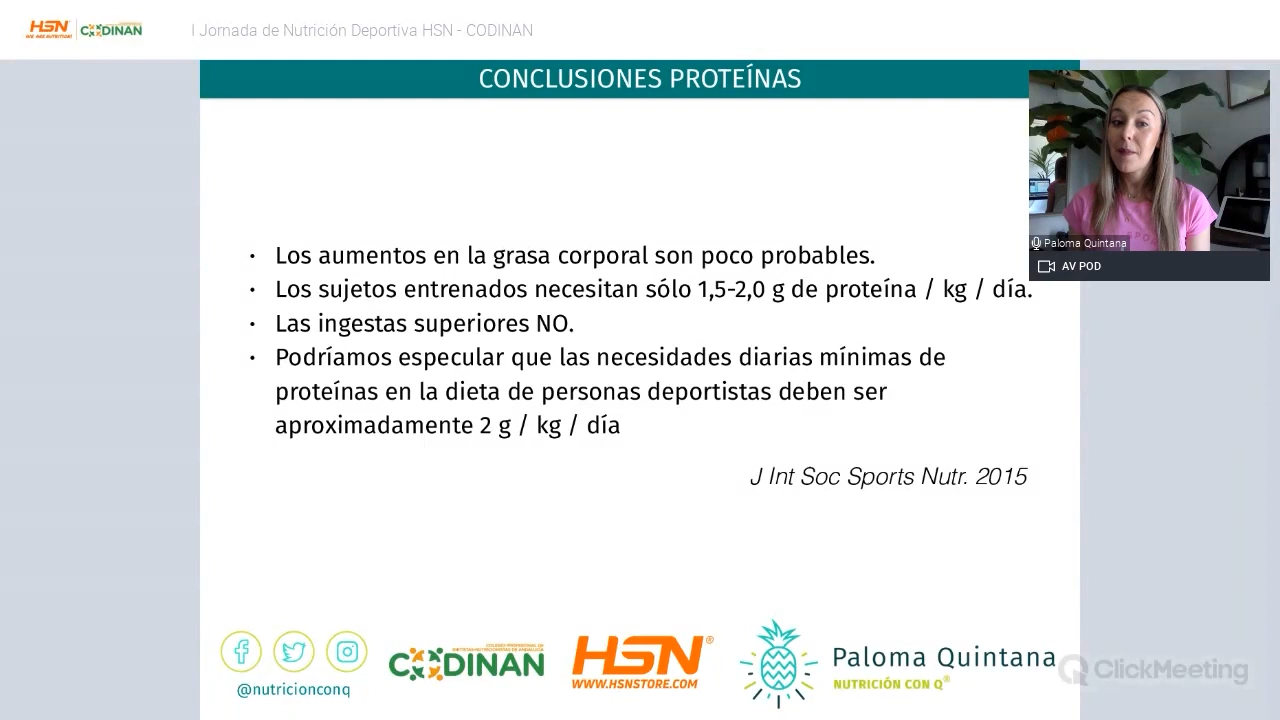 HSN
CODINAN
I Jornada de Nutrición Deportiva HSN - CODINAN
CONCLUSIONES PROTEÍNAS
Paloma Quintana
AV POD
• Los aumentos en la grasa corporal son poco probables.
• Los sujetos entrenados necesitan sólo 1,5-2,0 g de proteína / kg / día.
• Las ingestas superiores NO.
• Podríamos especular que las necesidades diarias mínimas de
proteínas en la dieta de personas deportistas deben ser
aproximadamente 2 g / kg / día
J Int Soc Sports Nutr. 2015
@nutricionconq
CODINAN
HSN®
WWW.HSNSTORE.COM
Paloma Quintana
NUTRICIÓN CON Q®
ClickMeeting